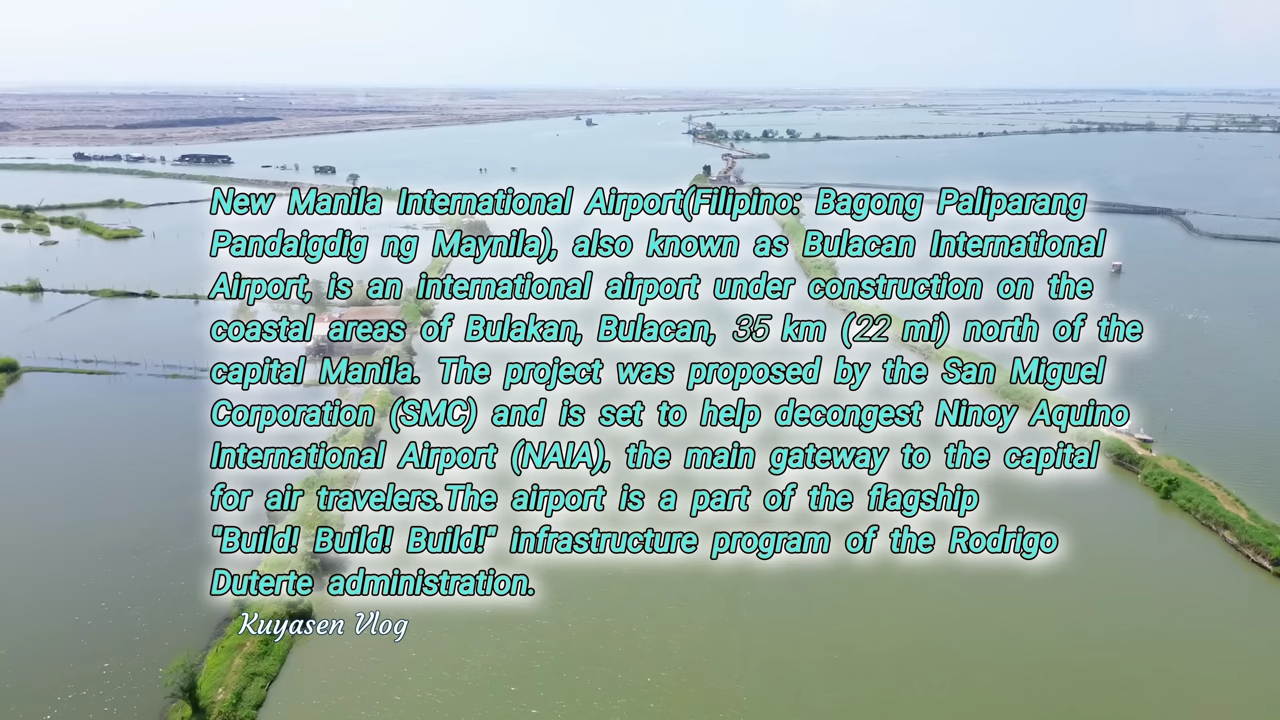 New Manila International Airport(Filipino: Bagong Paliparang
Pandaigdig ng Maynila), also known as Bulacan International
Airport, is an international airport under construction on the
coastal areas of Bulakan, Bulacan, 35 km (22 mi) north of the
capital Manila. The project was proposed by the San Miguel
Corporation (SMC) and is set to help decongest Ninoy Aquino
International Airport (NAIA), the main gateway to the capital
for air travelers.The airport is a part of the flagship
"Build! Build! Build!" infrastructure program of the Rodrigo
Duterte administration.
Kuyasen Vlog